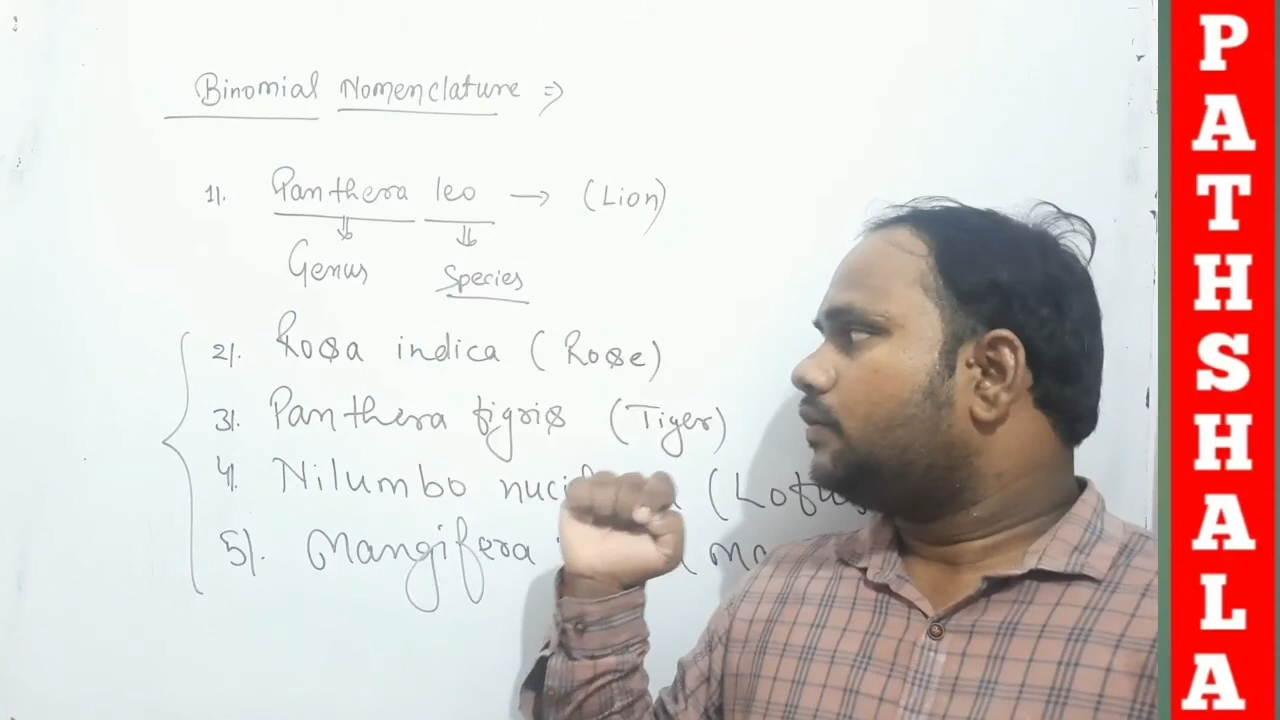 Binomial Nomenclature ⇒
1). Panthera leo → (Lion)
Genus Species
2). Rosa indica (Rose)
3). Panthera tigris (Tiger)
4). Nilumbo (Lotus
5). Mangifera
PATHSHALA